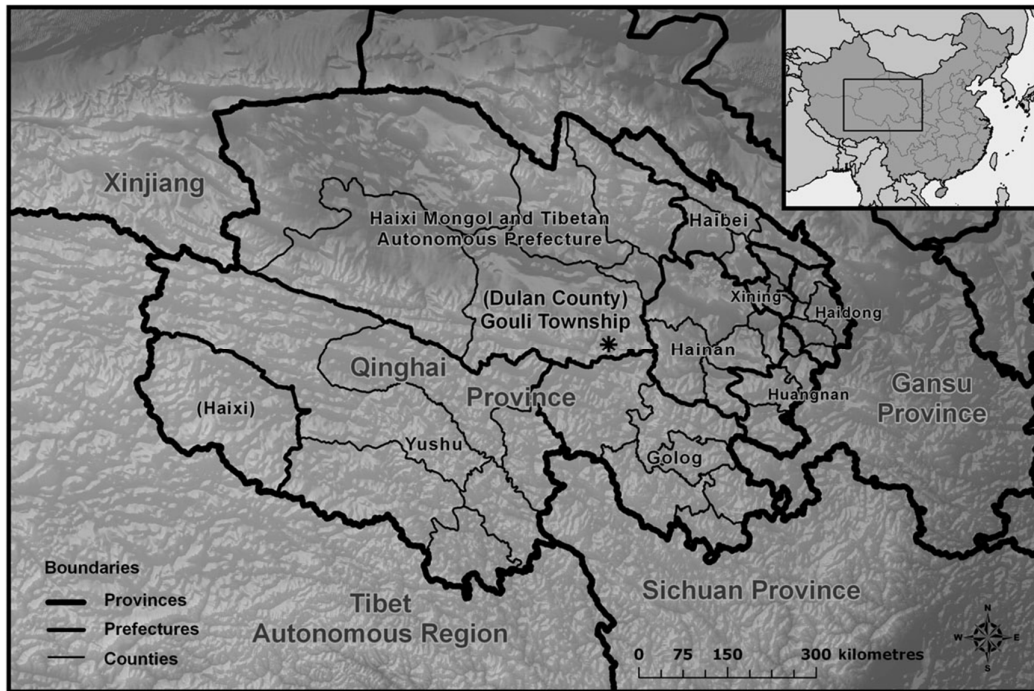 Xinjiang
Haixi Mongol and Tibetan
Autonomous Prefecture
Haibei
(Dulan County)
Gouli Township
*
Xining
Haidong
Hainan
Qinghai
Province
Huangnan
Gansu
Province
(Haixi)
Yushu
Golog
Boundaries
Provinces
Prefectures
Counties
Tibet
Autonomous Region
Sichuan Province
0 75 150 300 kilometres
N
W E
S